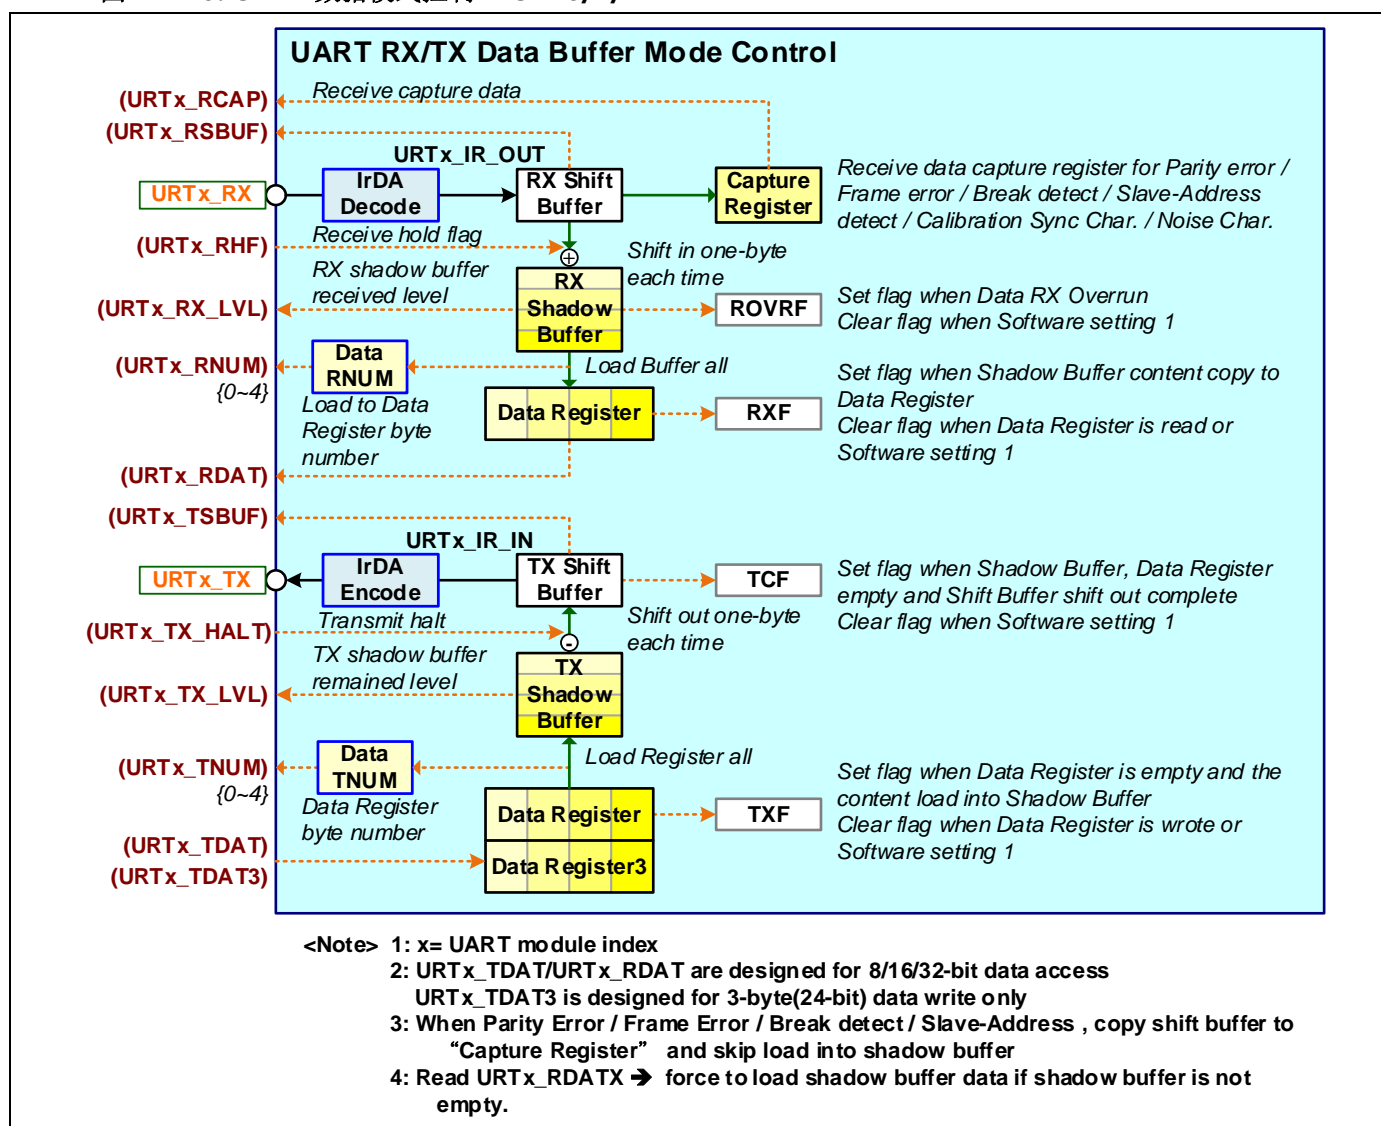 UART RX/TX Data Buffer Mode Control
(URTx_RCAP)
Receive capture data
(URTx_RSBUF)
URTx_IR_OUT
URTx_RX
IrDA
Decode
RX Shift
Buffer
Capture
Register
Receive data capture register for Parity error /
Frame error / Break detect / Slave-Address
detect / Calibration Sync Char. / Noise Char.
(URTx_RHF)
Receive hold flag
+
Shift in one-byte
each time
RX shadow buffer
received level
(URTx_RX_LVL)
RX
Shadow
Buffer
ROVRF
Set flag when Data RX Overrun
Clear flag when Software setting 1
(URTx_RNUM)
{0~4}
Data
RNUM
Load Buffer all
Load to Data
Register byte
number
Data Register
RXF
Set flag when Shadow Buffer content copy to
Data Register
Clear flag when Data Register is read or
Software setting 1
(URTx_RDAT)
(URTx_TSBUF)
URTx_IR_IN
URTx_TX
IrDA
Encode
TX Shift
Buffer
TCF
Set flag when Shadow Buffer, Data Register
empty and Shift Buffer shift out complete
Clear flag when Software setting 1
(URTx_TX_HALT)
Transmit halt
-
Shift out one-byte
each time
TX shadow buffer
remained level
(URTx_TX_LVL)
TX
Shadow
Buffer
(URTx_TNUM)
{0~4}
Data
TNUM
Load Register all
Data Register
byte number
Data Register
TXF
Set flag when Data Register is empty and the
content load into Shadow Buffer
Clear flag when Data Register is wrote or
Software setting 1
(URTx_TDAT)
(URTx_TDAT3)
Data Register3
<Note> 1: x= UART module index
2: URTx_TDAT/URTx_RDAT are designed for 8/16/32-bit data access
URTx_TDAT3 is designed for 3-byte(24-bit) data write only
3: When Parity Error / Frame Error / Break detect / Slave-Address , copy shift buffer to
“Capture Register” and skip load into shadow buffer
4: Read URTx_RDATX ➔ force to load shadow buffer data if shadow buffer is not
empty.